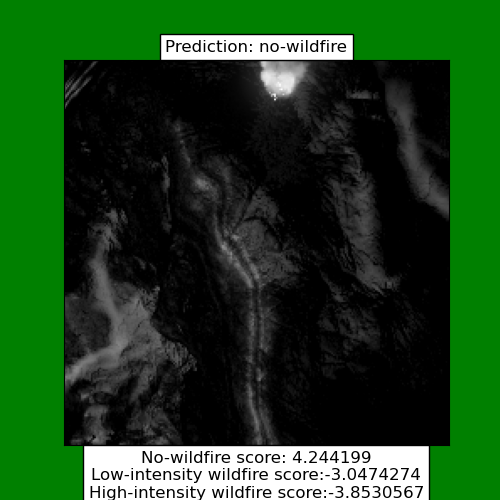 Prediction: no-wildfire
No-wildfire score: 4.244199
Low-intensity wildfire score:-3.0474274
High-intensity wildfire score:-3.8530567